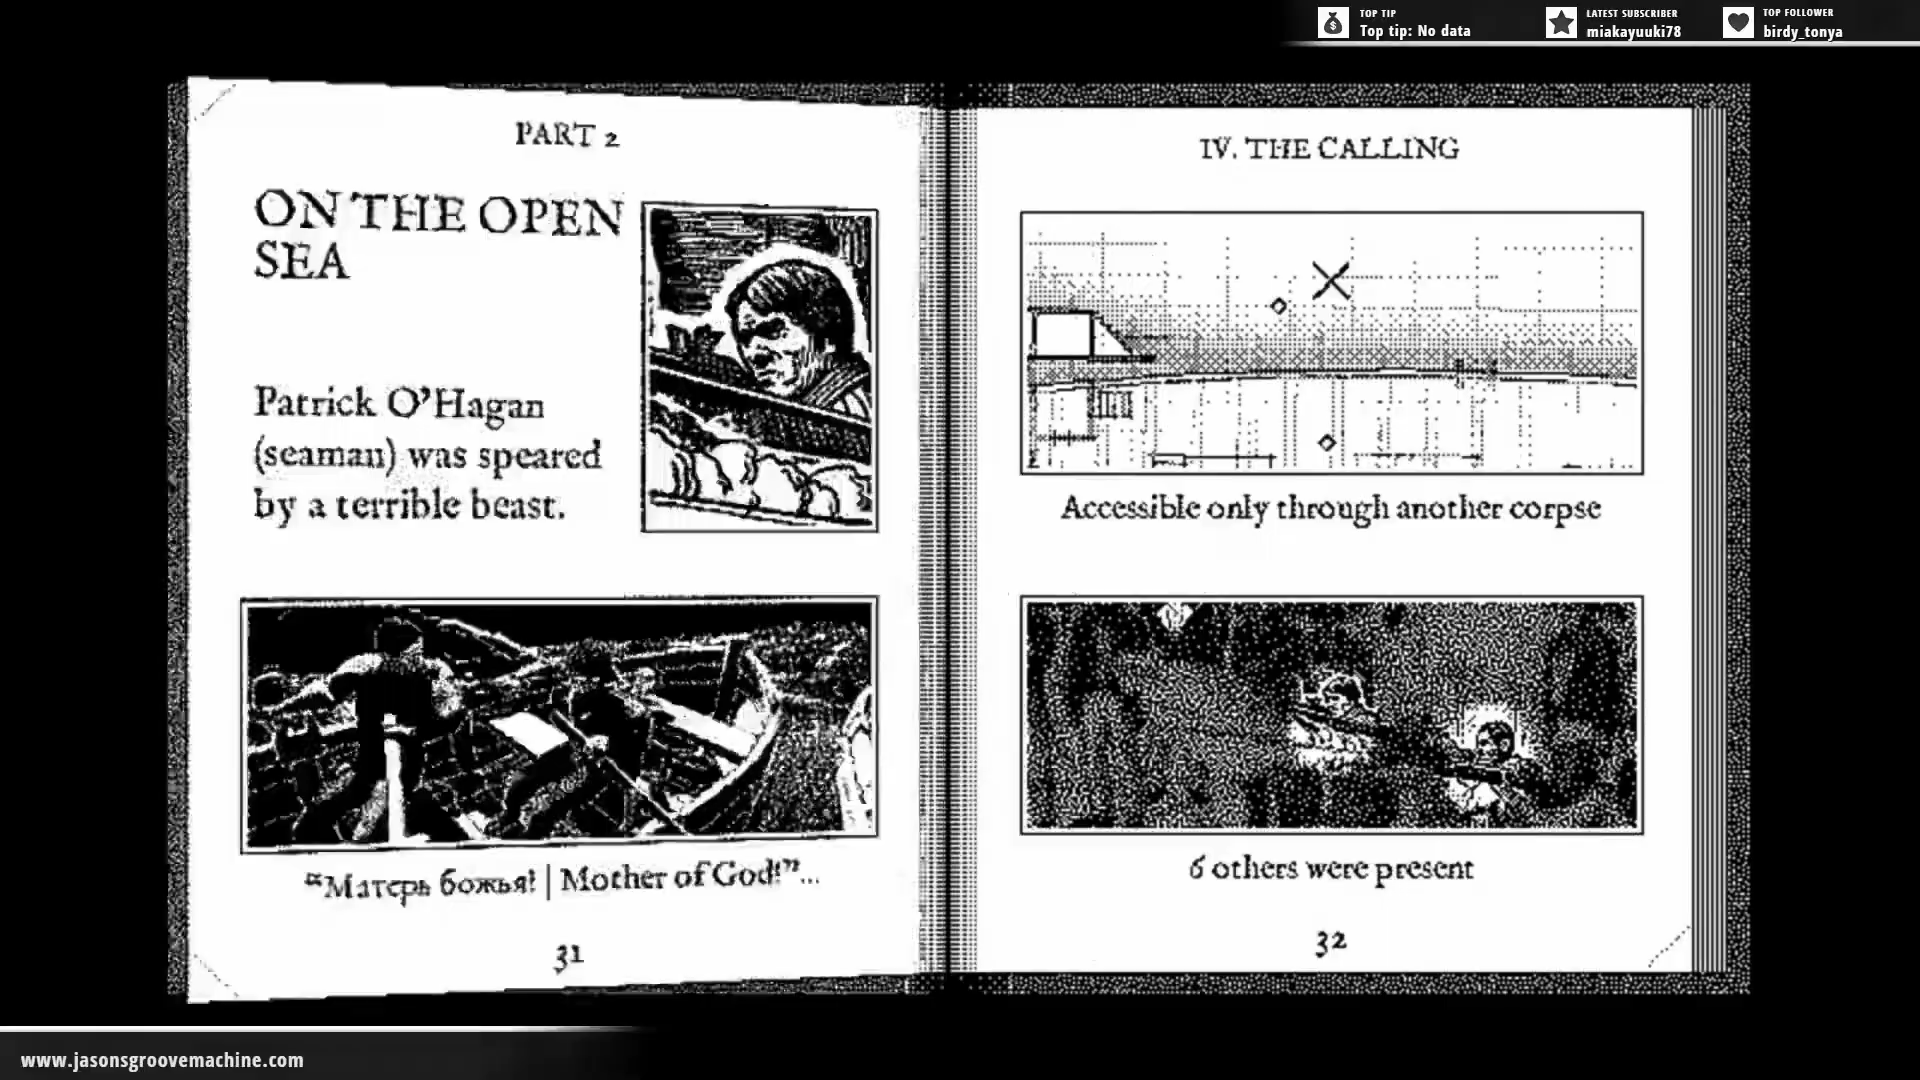 TOP TIP
Top tip: No data
LATEST SUBSCRIBER
miakayuuki78
TOP FOLLOWER
birdy_tonya
PART 2
ON THE OPEN
SEA
Patrick O'Hagan
(seaman) was speared
by a terrible beast.
"Матерь божья! | Mother of God!"...
31
IV. THE CALLING
Accessible only through another corpse
6 others were present
32
www.jasonsgroovemachine.com